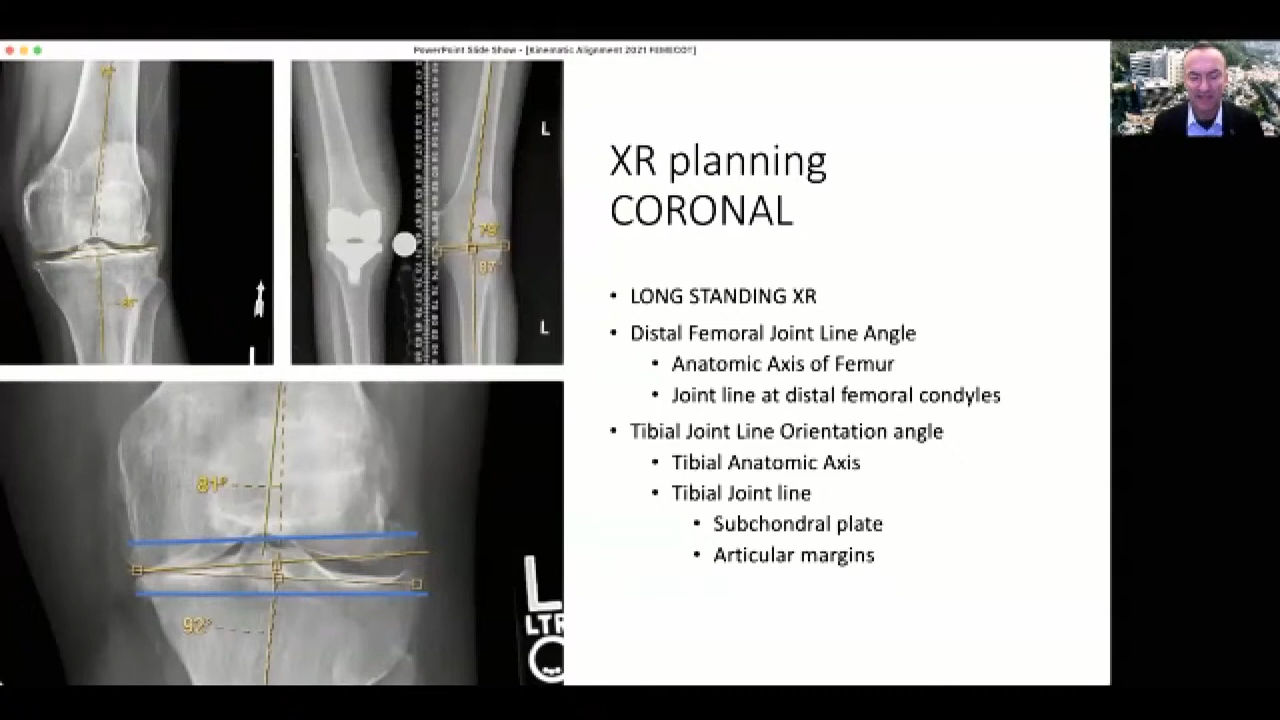 PowerPoint Slide Show - [Kinematic Alignment 2021 FEMECOT]
XR planning
CORONAL
• LONG STANDING XR
• Distal Femoral Joint Line Angle
• Anatomic Axis of Femur
• Joint line at distal femoral condyles
• Tibial Joint Line Orientation angle
• Tibial Anatomic Axis
• Tibial Joint line
• Subchondral plate
• Articular margins
L
79°
87°
L
81°
92°
L
LTR